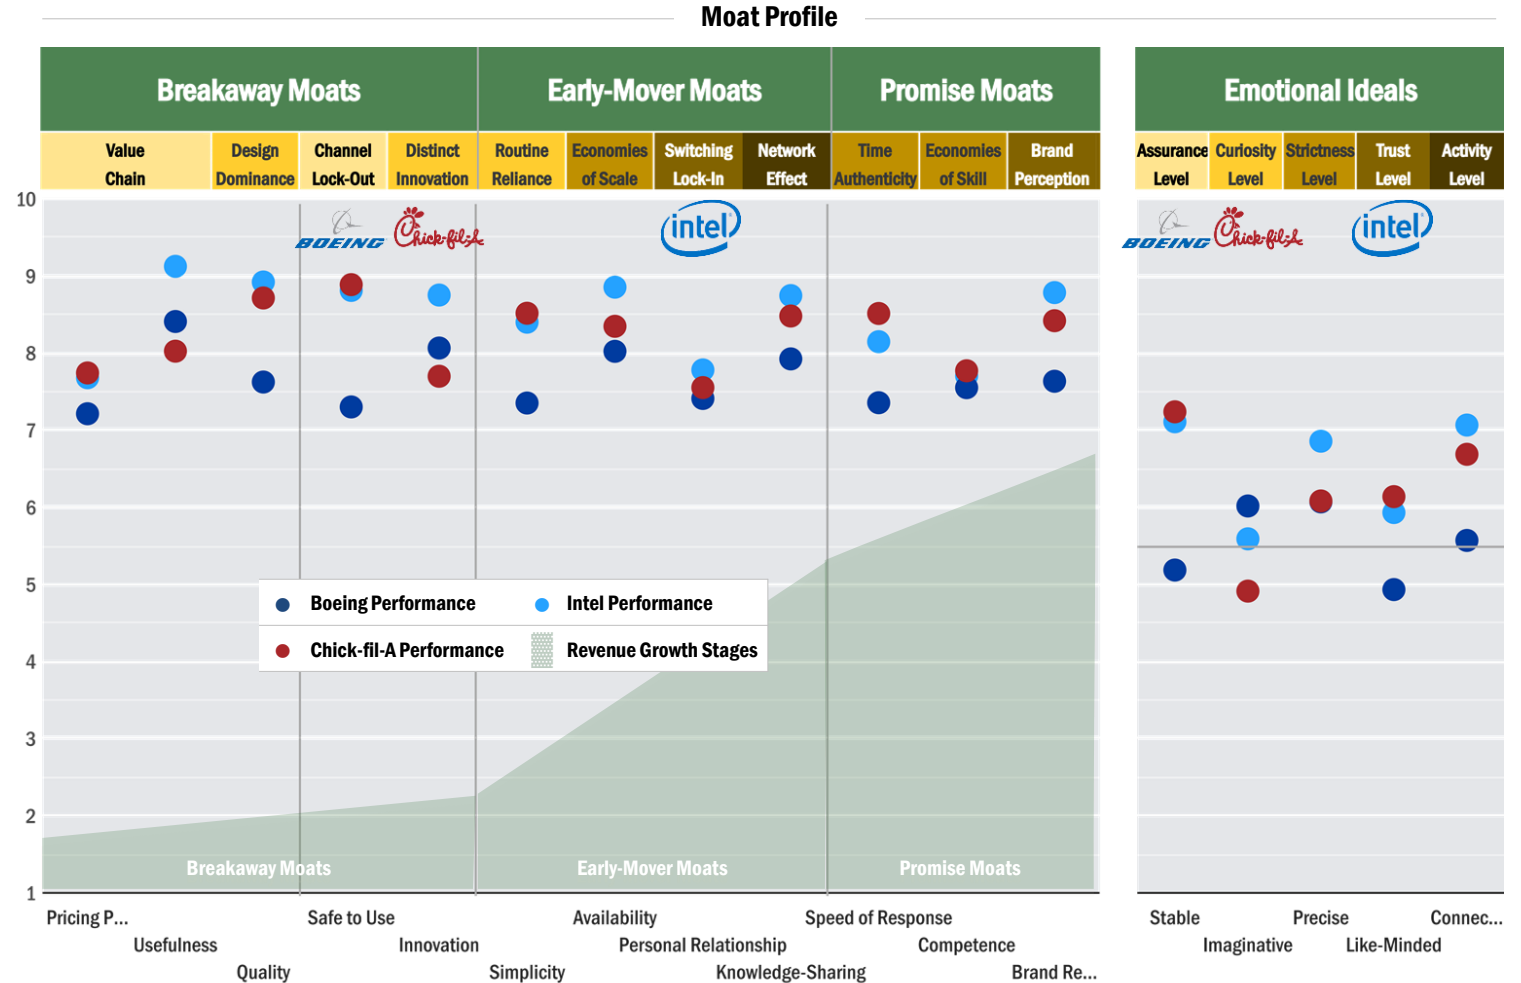 Moat Profile
Breakaway Moats
Early-Mover Moats
Promise Moats
Emotional Ideals
Value
Chain
Design
Dominance
Channel
Lock-Out
Distinct
Innovation
Routine
Reliance
Economies
of Scale
Switching
Lock-In
Network
Effect
Time
Authenticity
Economies
of Skill
Brand
Perception
Assurance
Level
Curiosity
Level
Strictness
Level
Trust
Level
Activity
Level
10
9
8
7
6
5
4
3
2
1
BOEING
Chick-fil-A
intel
BOEING
Chick-fil-A
intel
Boeing Performance
Intel Performance
Chick-fil-A Performance
Revenue Growth Stages
Breakaway Moats
Early-Mover Moats
Promise Moats
Pricing P...
Usefulness
Quality
Safe to Use
Innovation
Simplicity
Availability
Personal Relationship
Knowledge-Sharing
Speed of Response
Competence
Brand Re...
Stable
Imaginative
Precise
Like-Minded
Connec...